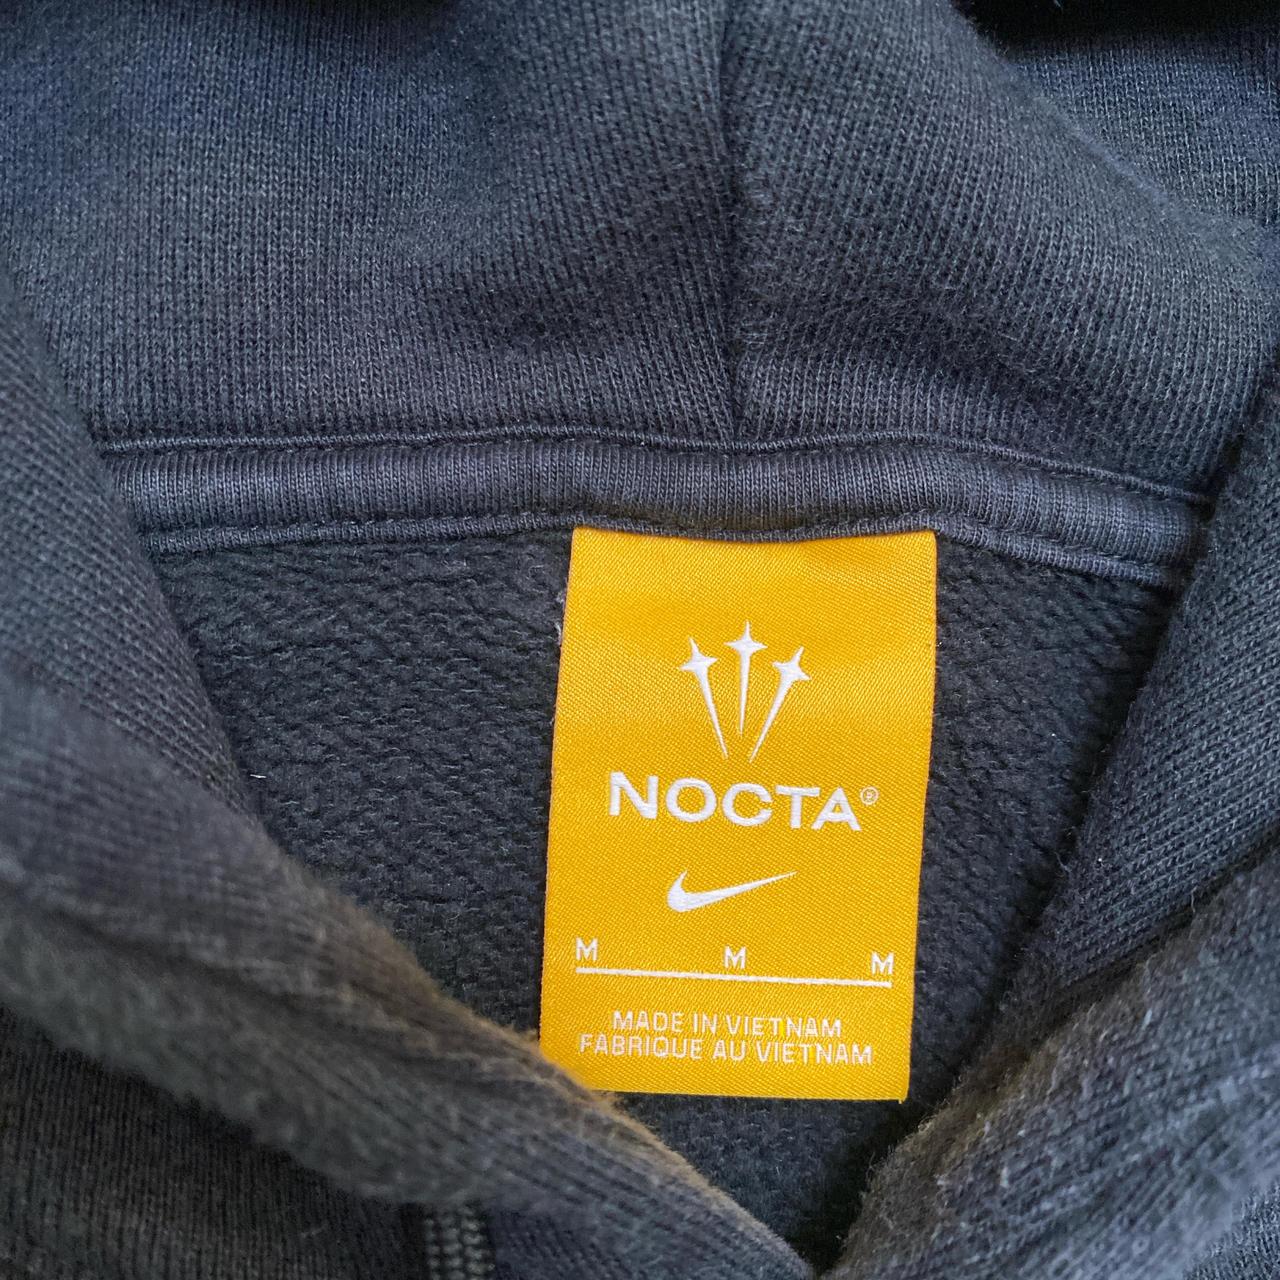 NOCTA®
M M M
MADE IN VIETNAM
FABRIQUE AU VIETNAM